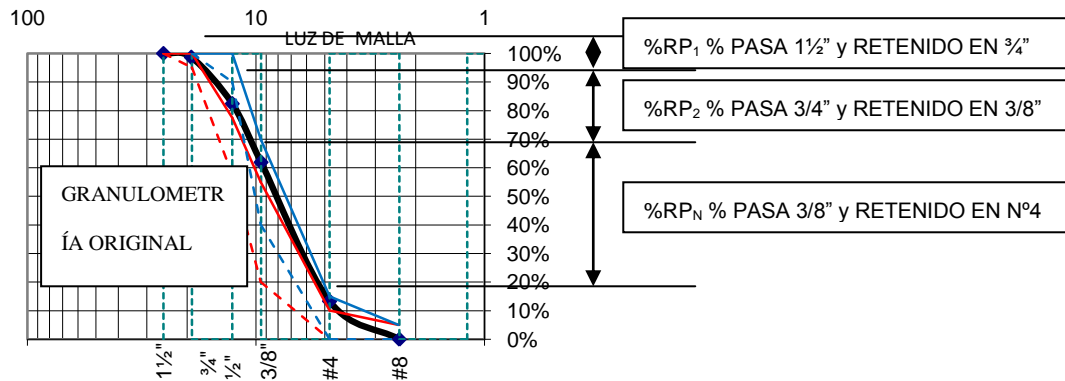 100 10 1
LUZ DE MALLA
100%
90%
80%
70%
60%
50%
40%
30%
20%
10%
0%
%RP₁ % PASA 1½” y RETENIDO EN ¾”
%RP₂ % PASA 3/4” y RETENIDO EN 3/8”
%RPN % PASA 3/8” y RETENIDO EN Nº4
GRANULOMETR
ÍA ORIGINAL
1½"
¾"
½"
3/8"
#4
#8